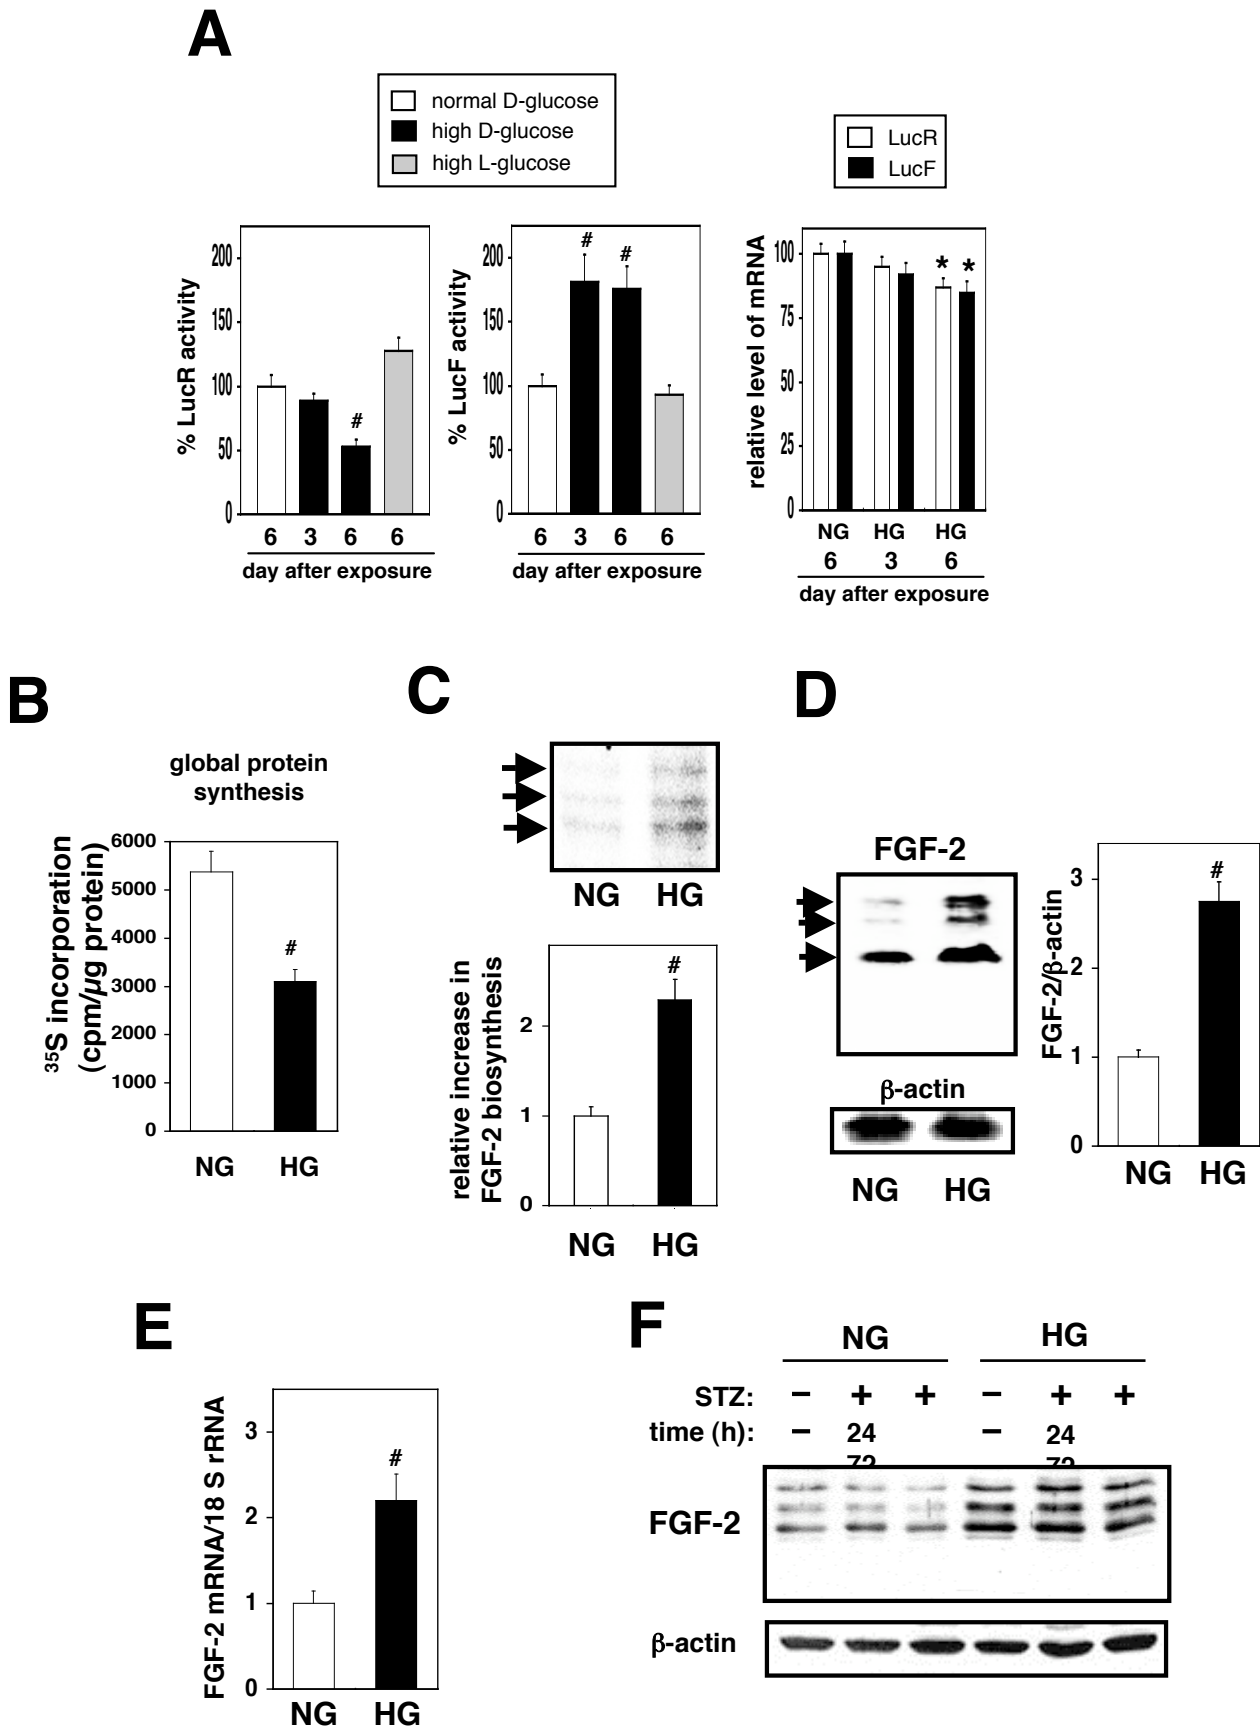 A
normal D-glucose
high D-glucose
high L-glucose
LucR
LucF
% LucR activity
200
150
100
50
0
#
6 3 6 6
day after exposure
% LucF activity
200
150
100
50
0
# #
6 3 6 6
day after exposure
relative level of mRNA
100
75
50
25
0
* *
NG HG HG
6 3 6
day after exposure
B
global protein
synthesis
35S incorporation
(cpm/µg protein)
6000
5000
4000
3000
2000
1000
0
#
NG HG
C
NG HG
relative increase in
FGF-2 biosynthesis
2
1
0
#
NG HG
D
FGF-2
β-actin
NG HG
FGF-2/β-actin
3
2
1
0
#
NG HG
E
FGF-2 mRNA/18 S rRNA
3
2
1
0
#
NG HG
F
NG HG
STZ: − + + − + +
time (h): − 24 − 24
72 72
FGF-2
β-actin